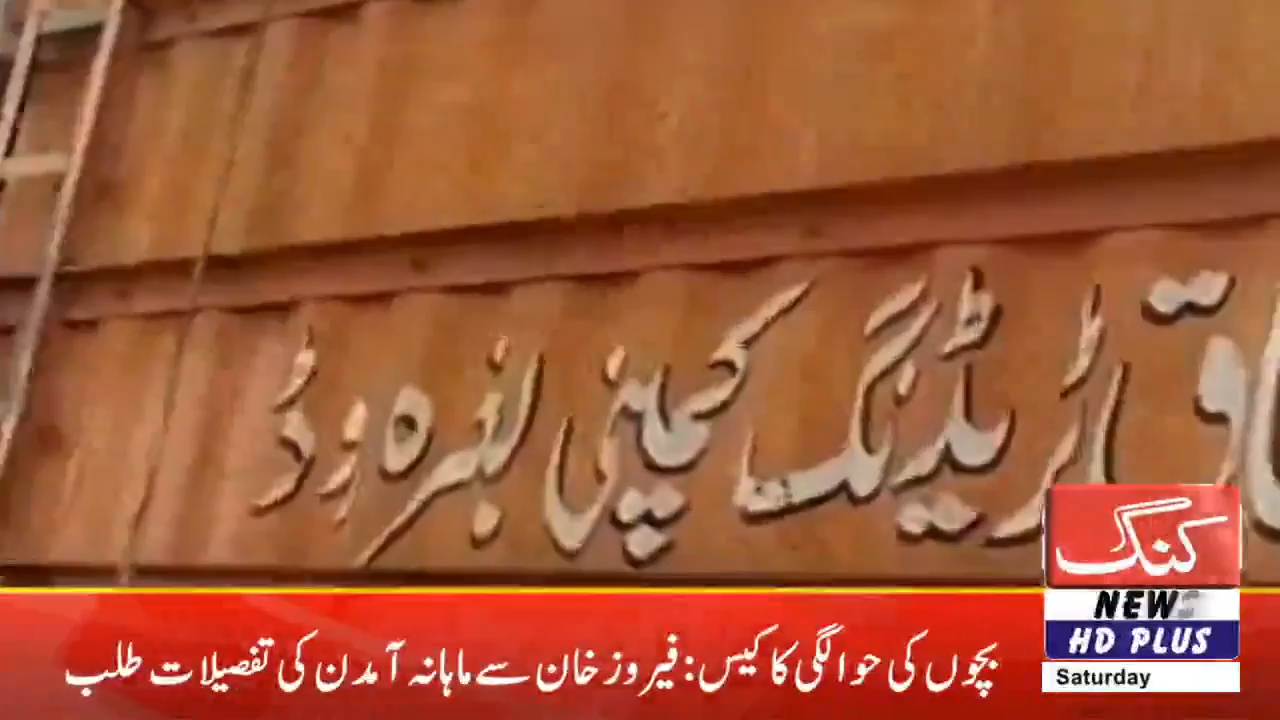 ٹریڈنگ کمپنی
کنگ
NEWS
HD PLUS
Saturday
بچوں کی حوالگی کا کیس: فیروز خان سے ماہانہ آمدن کی تفصیلات طلب